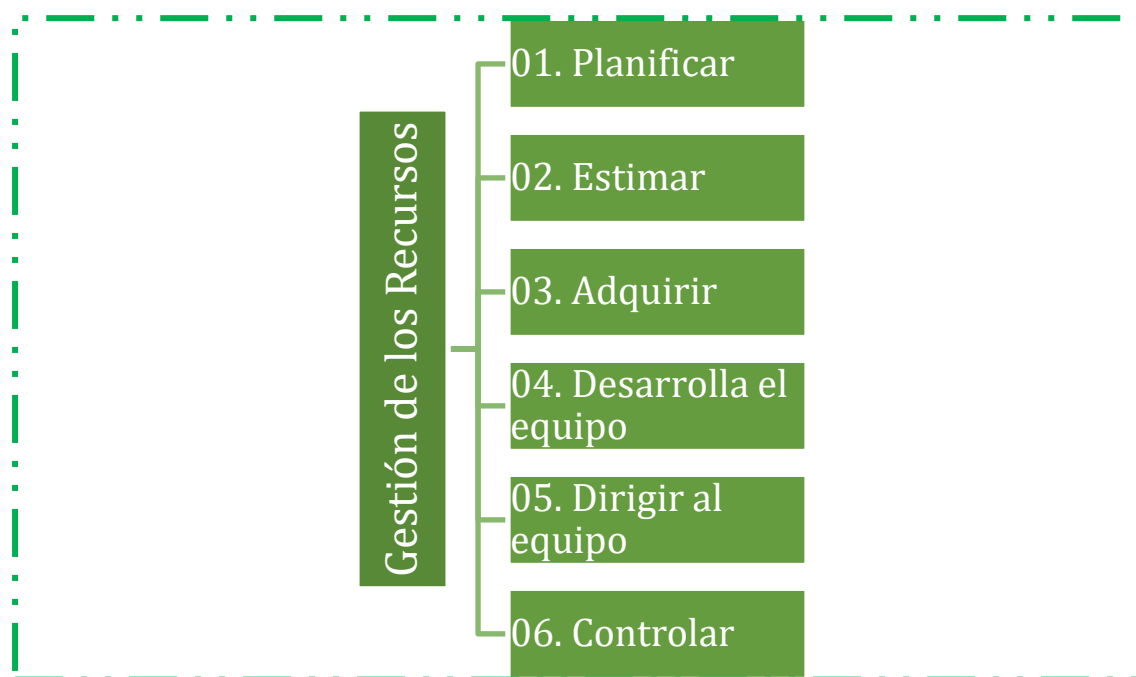 Gestión de los Recursos
01. Planificar
02. Estimar
03. Adquirir
04. Desarrolla el
equipo
05. Dirigir al
equipo
06. Controlar